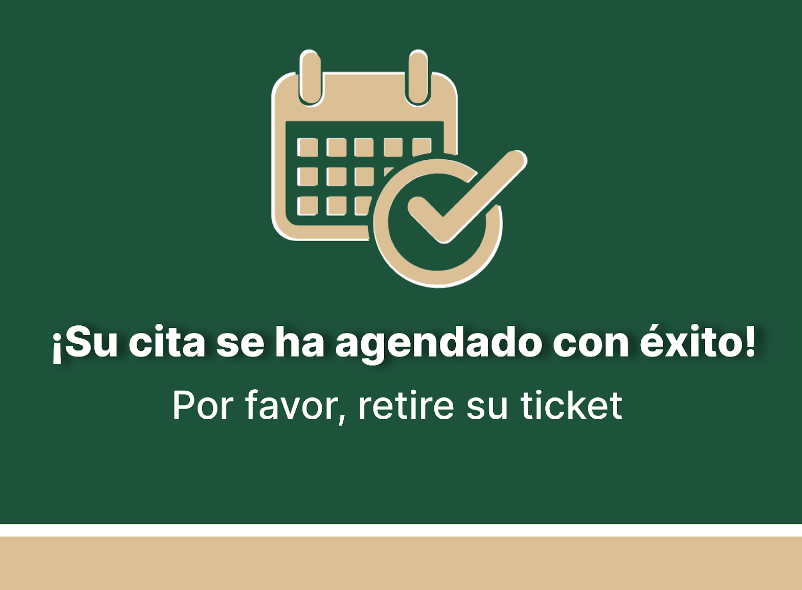 ¡Su cita se ha agendado con éxito!
Por favor, retire su ticket